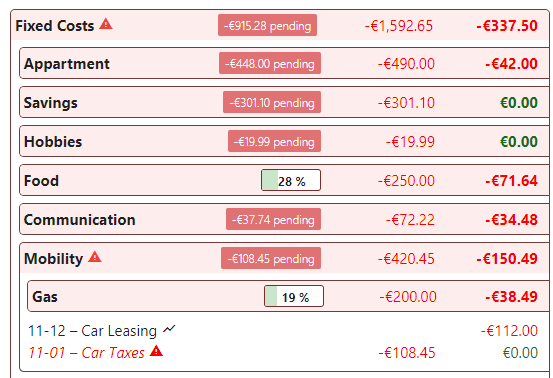 Fixed Costs -€915.28 pending -€1,592.65 -€337.50
Appartment -€448.00 pending -€490.00 -€42.00
Savings -€301.10 pending -€301.10 €0.00
Hobbies -€19.99 pending -€19.99 €0.00
Food 28 % -€250.00 -€71.64
Communication -€37.74 pending -€72.22 -€34.48
Mobility -€108.45 pending -€420.45 -€150.49
Gas 19 % -€200.00 -€38.49
11-12 – Car Leasing -€112.00
11-01 – Car Taxes -€108.45 €0.00